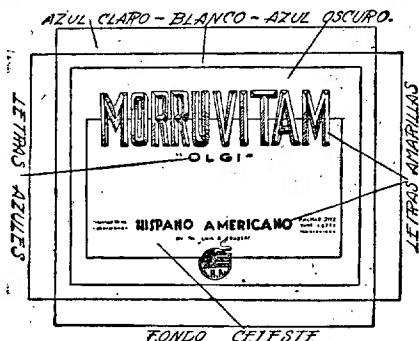 AZUL CLARO - BLANCO - AZUL OSCURO.
MORRUVITAM
"OLGI"
HISPANO AMERICANO
LETRAS AZULES
LETRAS AMARILLAS
FONDO CELESTE